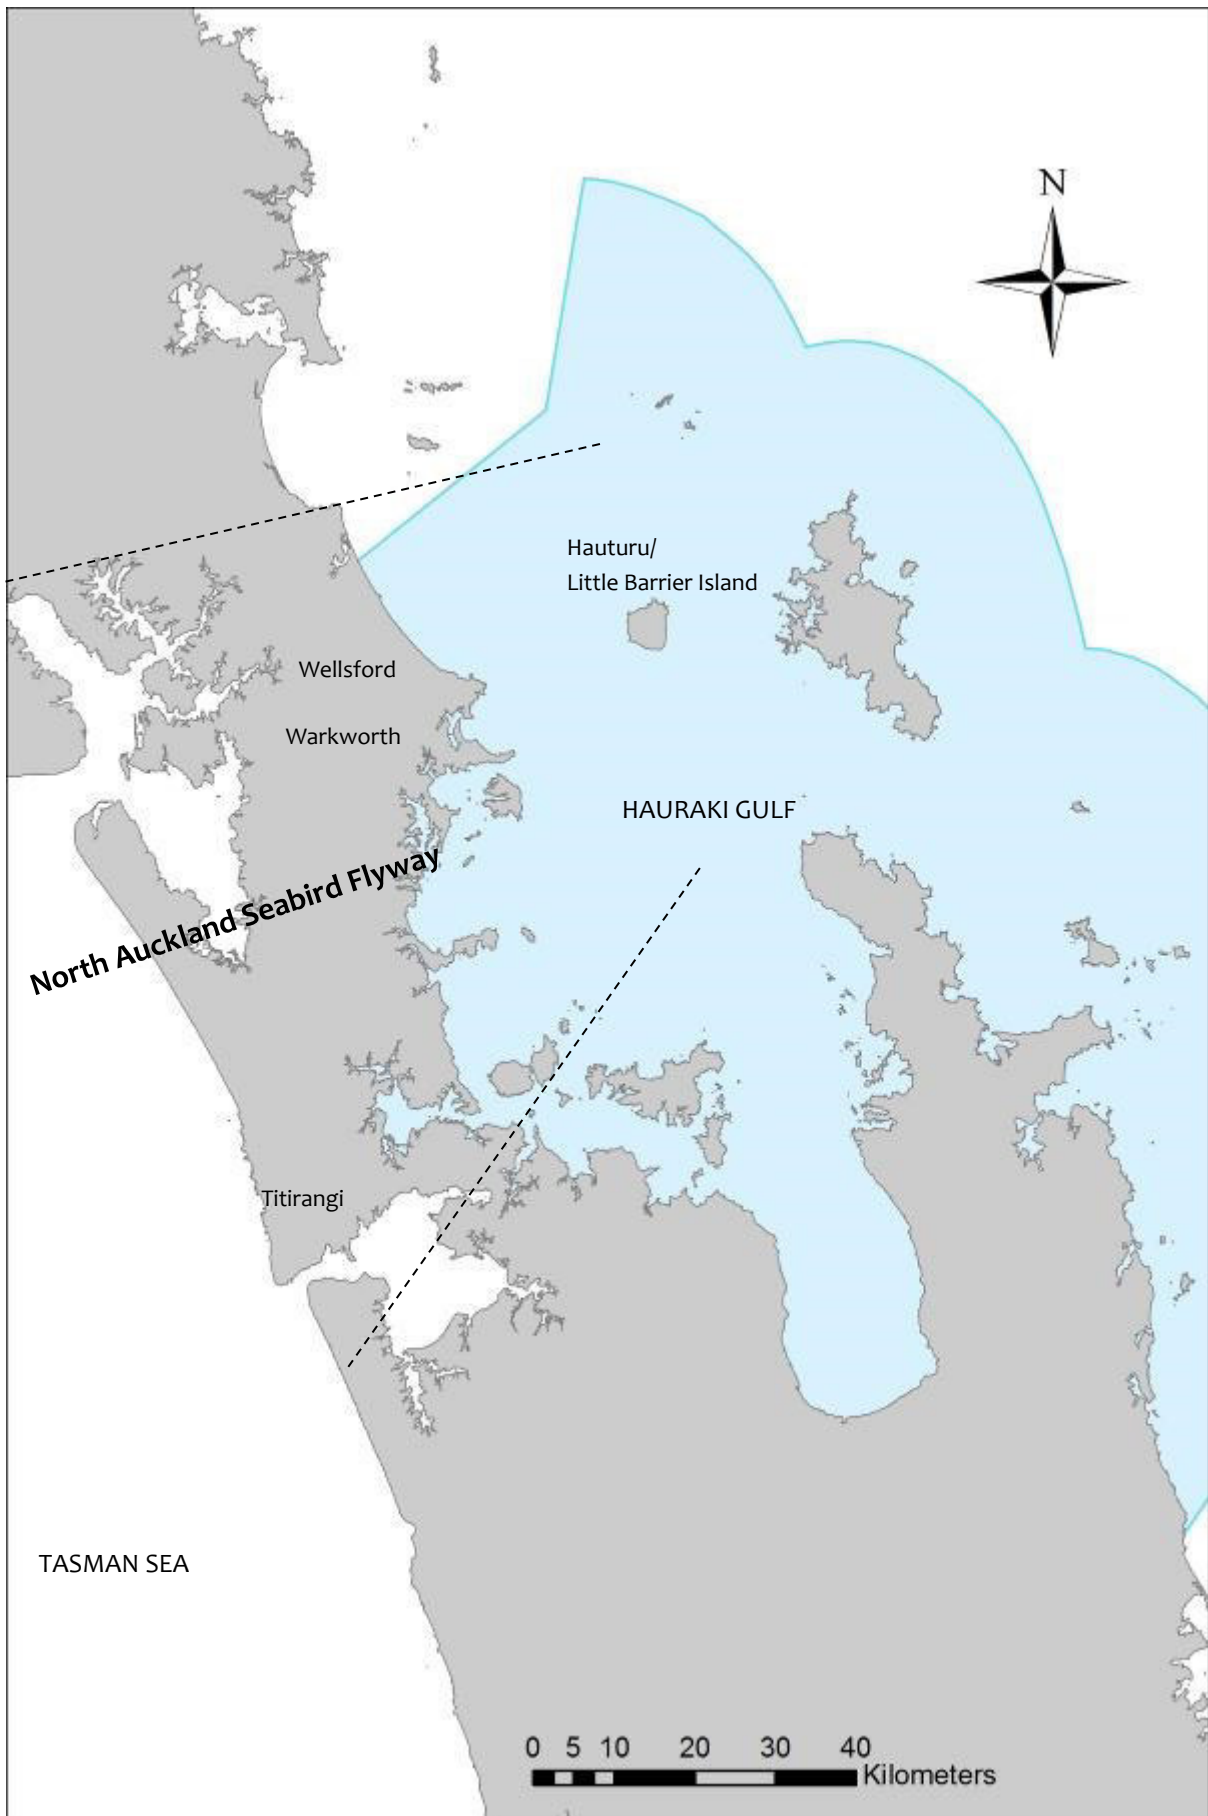 N
Hauturu/
Little Barrier Island
Wellsford
Warkworth
HAURAKI GULF
North Auckland Seabird Flyway
Titirangi
TASMAN SEA
0 5 10 20 30 40
Kilometers